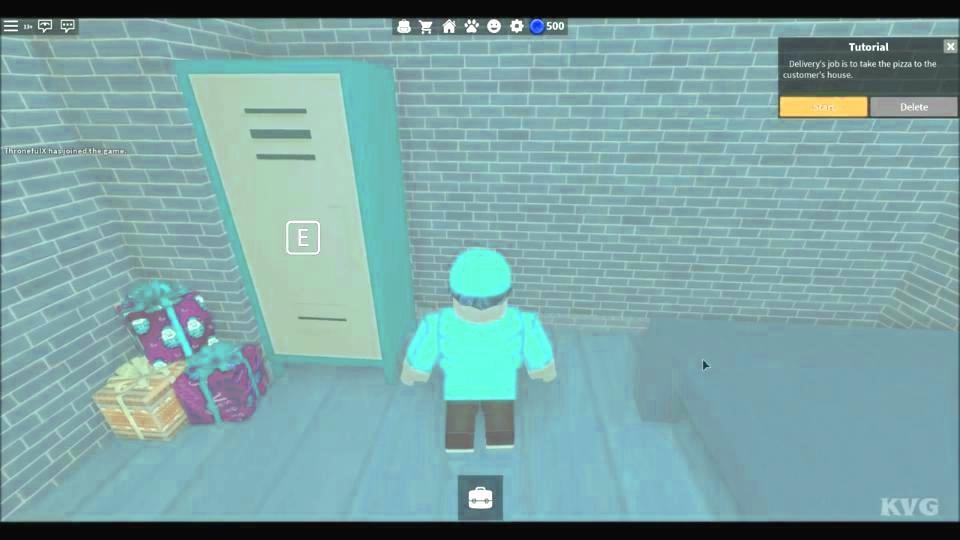 13+
500
Tutorial
Delivery's job is to take the pizza to the
customer's house.
Start
Delete
ThronefulX has joined the game.
E
KVG